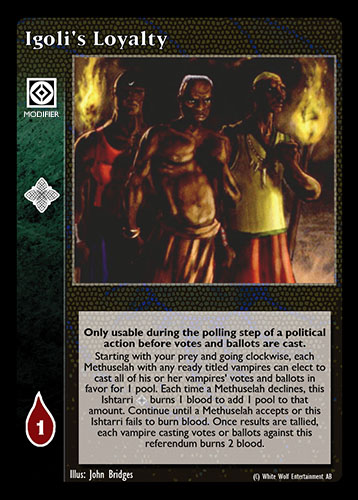 Igoli's Loyalty
MODIFIER
Only usable during the polling step of a political
action before votes and ballots are cast.
Starting with your prey and going clockwise, each
Methuselah with any ready titled vampires can elect to
cast all of his or her vampires' votes and ballots in
favor for 1 pool. Each time a Methuselah declines, this
Ishtarri burns 1 blood to add 1 pool to that
amount. Continue until a Methuselah accepts or this
Ishtarri fails to burn blood. Once results are tallied,
each vampire casting votes or ballots against this
referendum burns 2 blood.
1
Illus: John Bridges
(C) White Wolf Entertainment AB